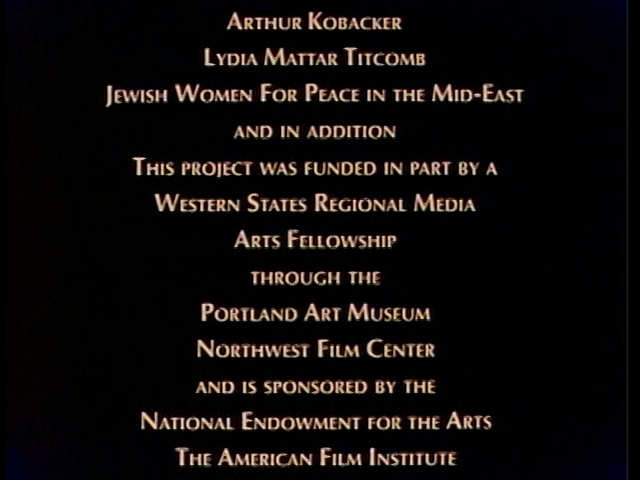 Arthur Kobacker
Lydia Mattar Titcomb
Jewish Women For Peace in the Mid-East
and in addition
This project was funded in part by a
Western States Regional Media
Arts Fellowship
through the
Portland Art Museum
Northwest Film Center
and is sponsored by the
National Endowment for the Arts
The American Film Institute